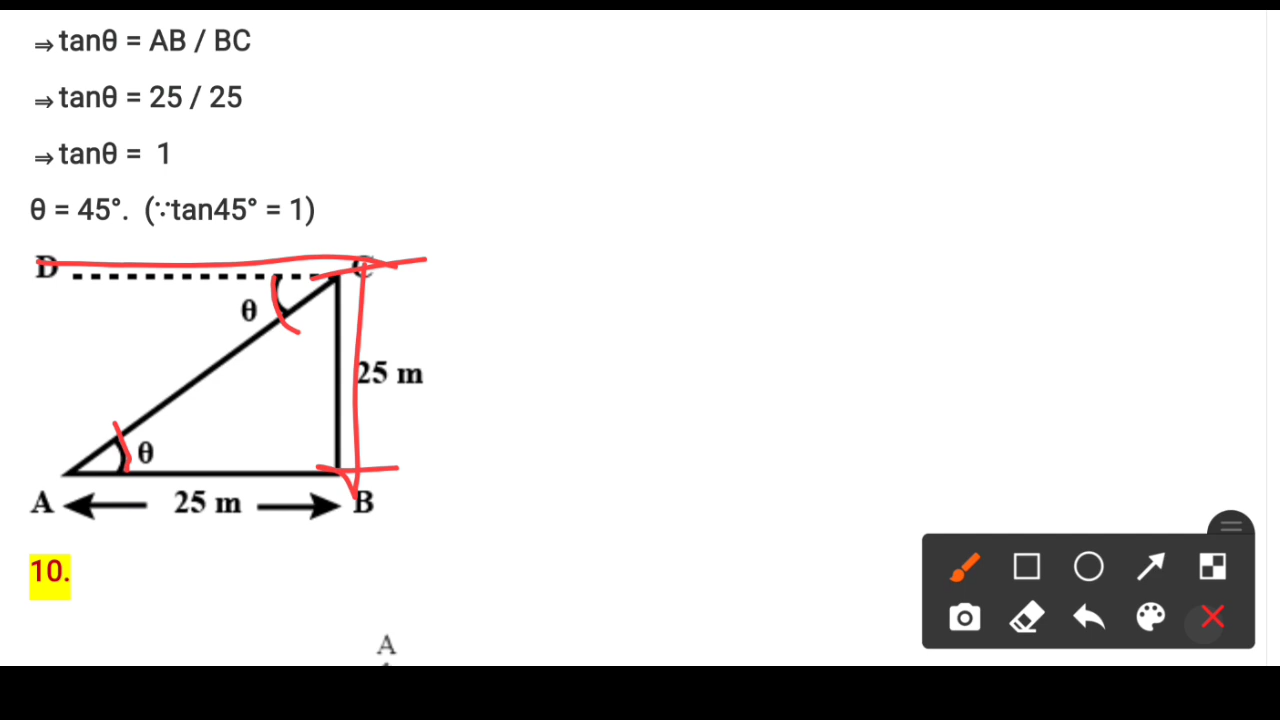 ⇒tanθ = AB / BC
⇒tanθ = 25 / 25
⇒tanθ = 1
θ = 45°. (∵tan45° = 1)
D C
θ
25 m
θ
A 25 m B
10.
A